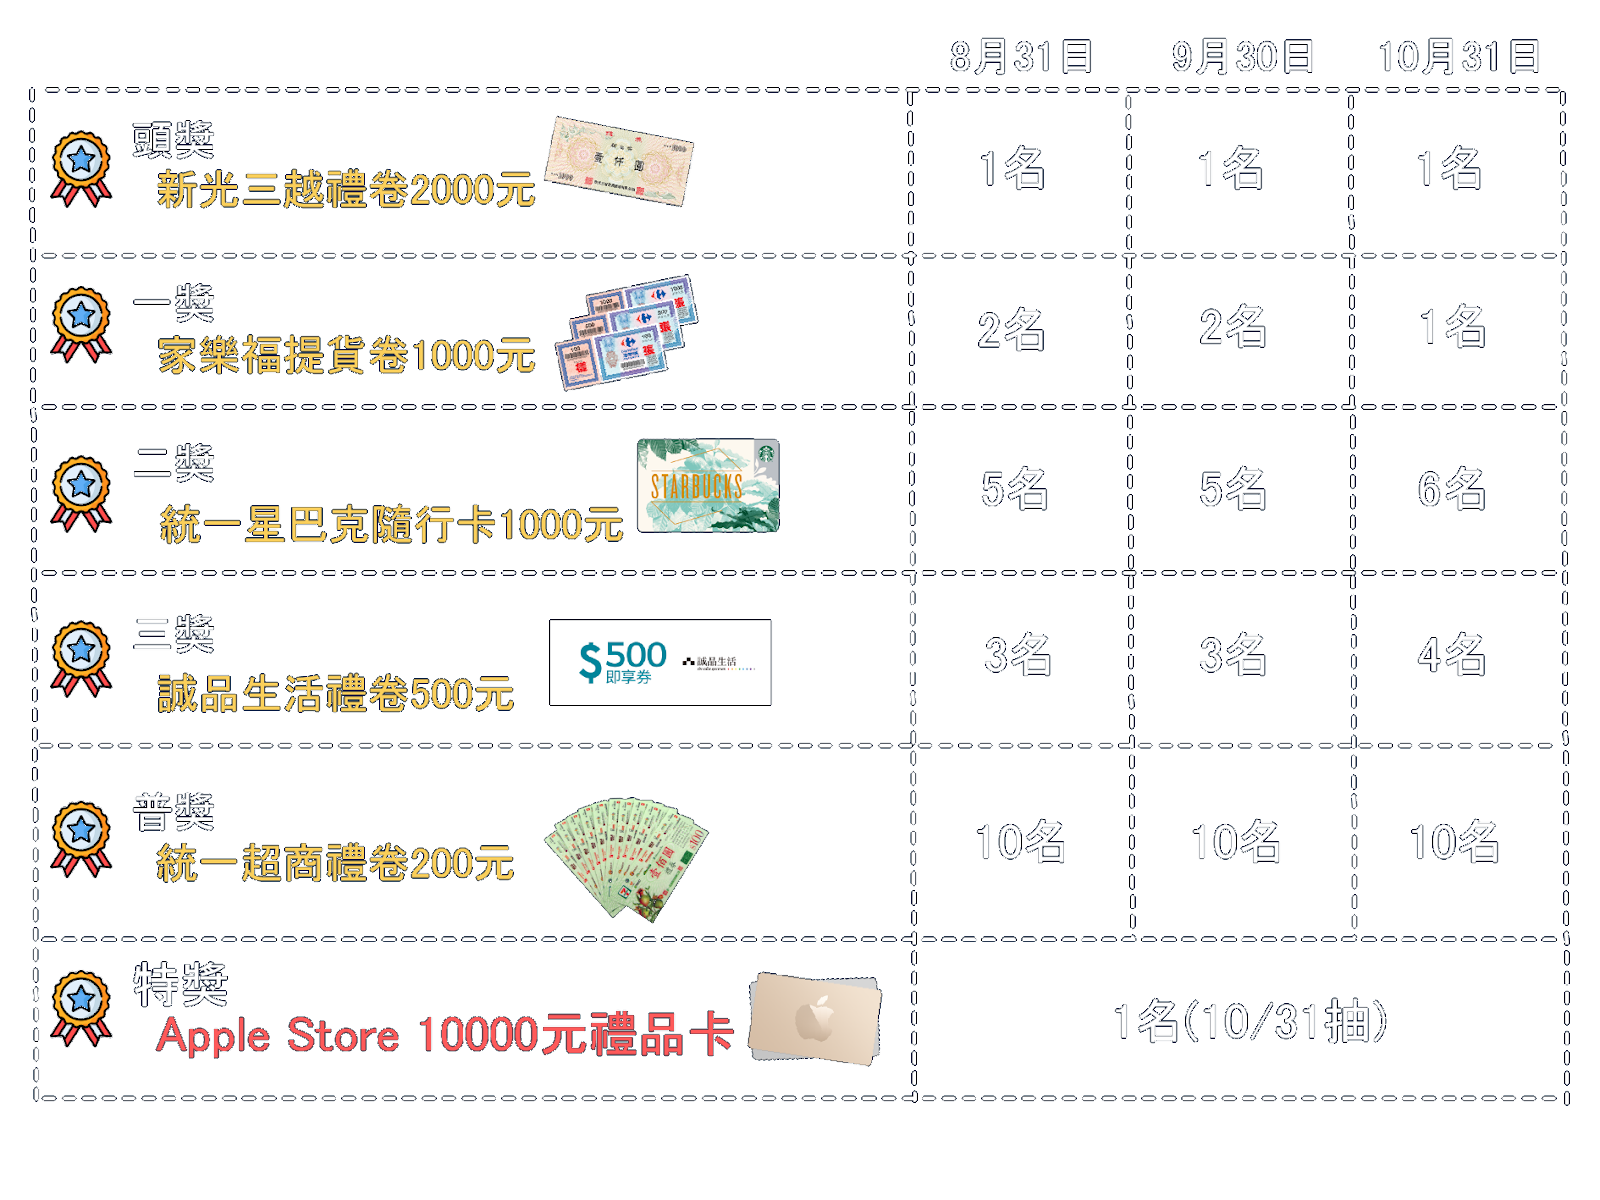 8月31日 9月30日 10月31日
頭獎
新光三越禮卷2000元
1名 1名 1名
一獎
家樂福提貨卷1000元
2名 2名 1名
二獎
統一星巴克隨行卡1000元
STARBUCKS
5名 5名 6名
三獎
誠品生活禮卷500元
$500
即享券
誠品生活
3名 3名 4名
普獎
統一超商禮卷200元
10名 10名 10名
特獎
Apple Store 10000元禮品卡
1名(10/31抽)